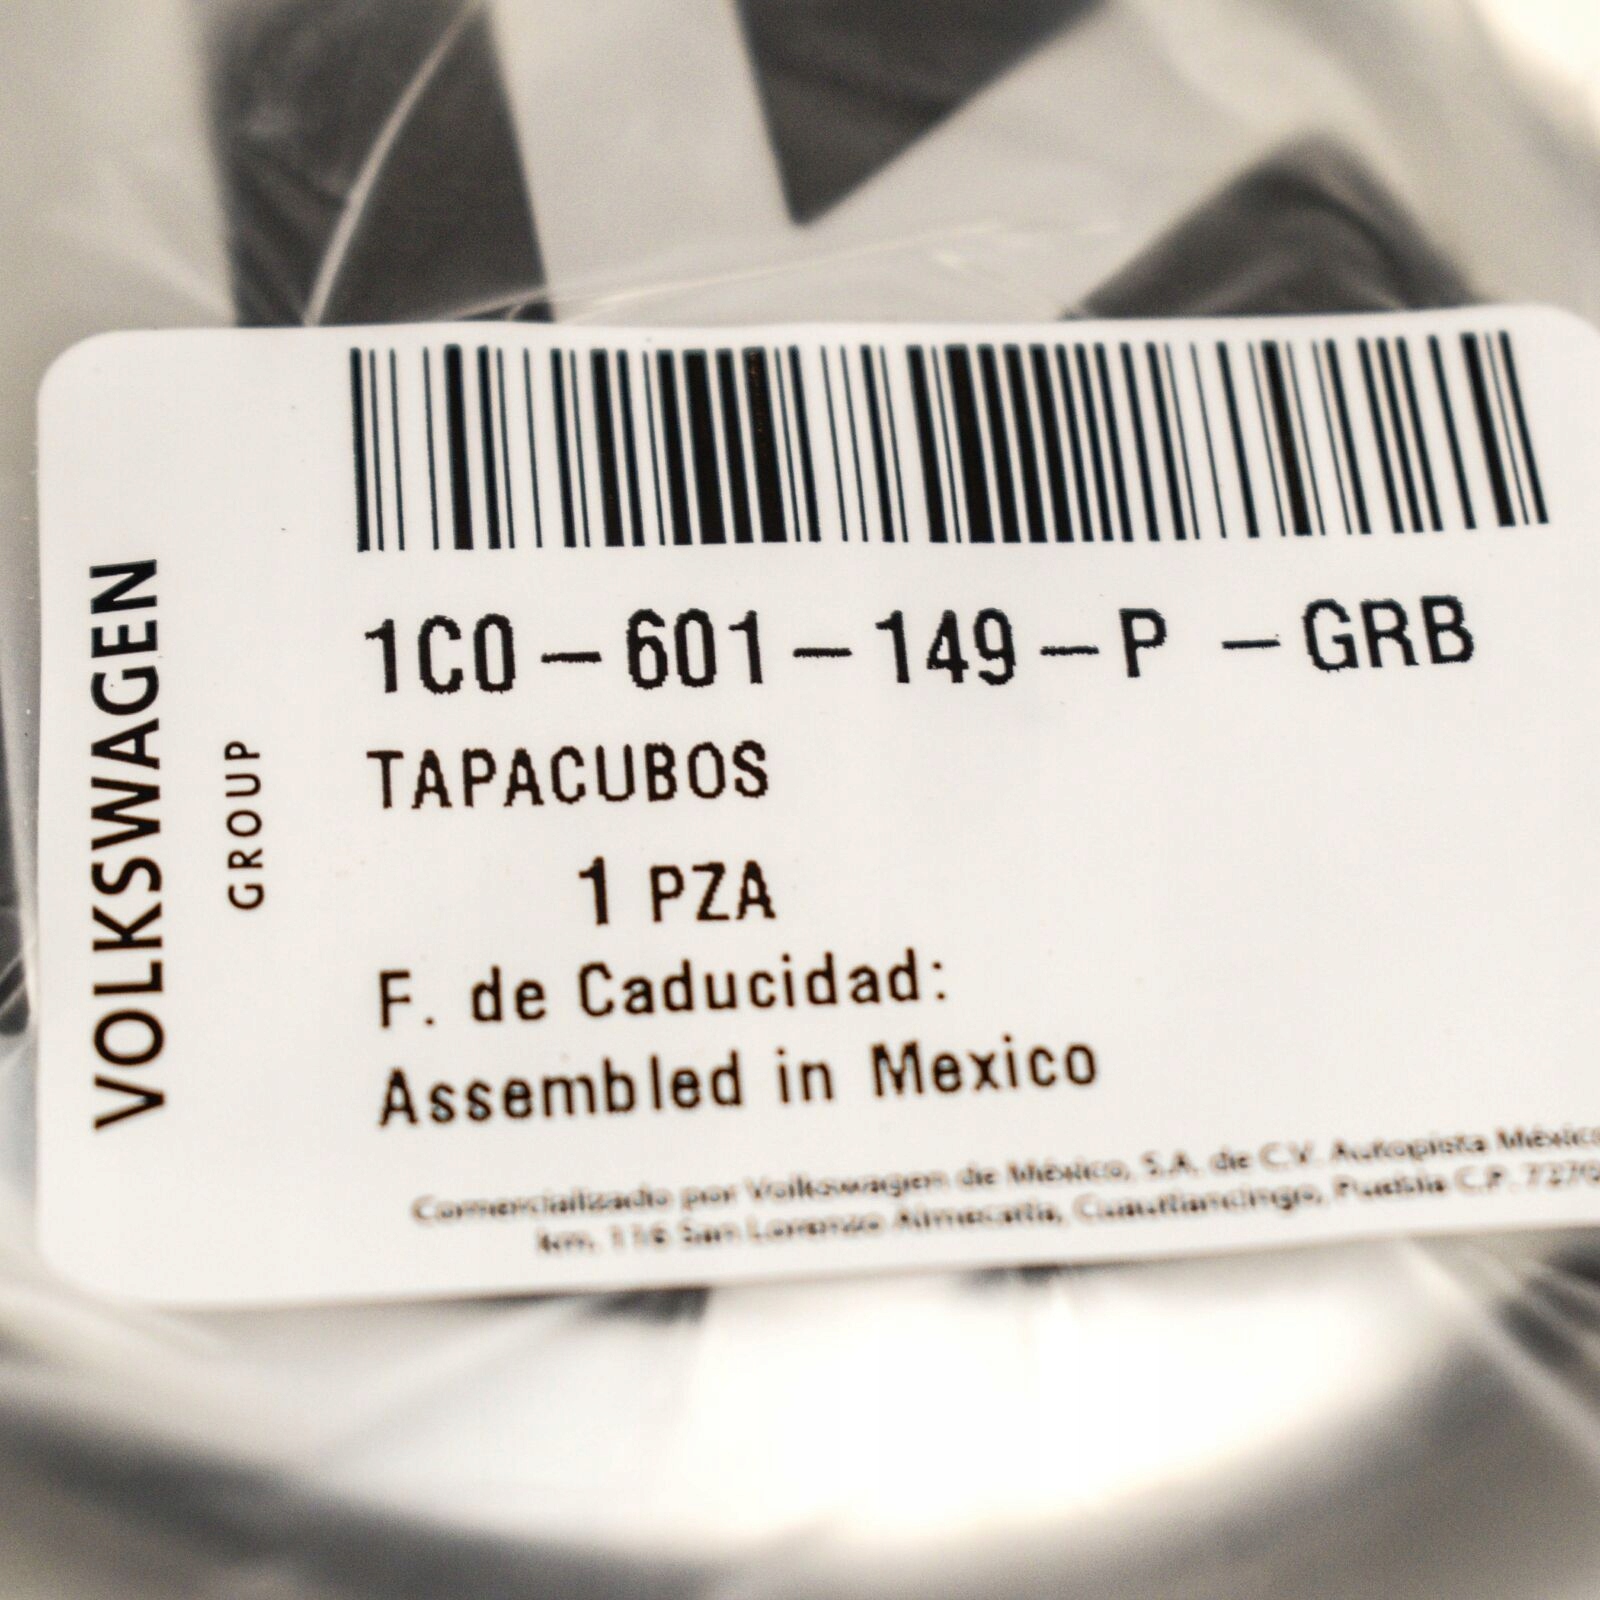 VOLKSWAGEN
GROUP
1C0-601-149-P -GRB
TAPACUBOS
1 PZA
F. de Caducidad:
Assembled in Mexico
Comercializado por Volkswagen de México, S.A. de C.V. Autopista México
km. 116 San Lorenzo Almecatla, Cuautlancingo, Puebla C.P. 7270